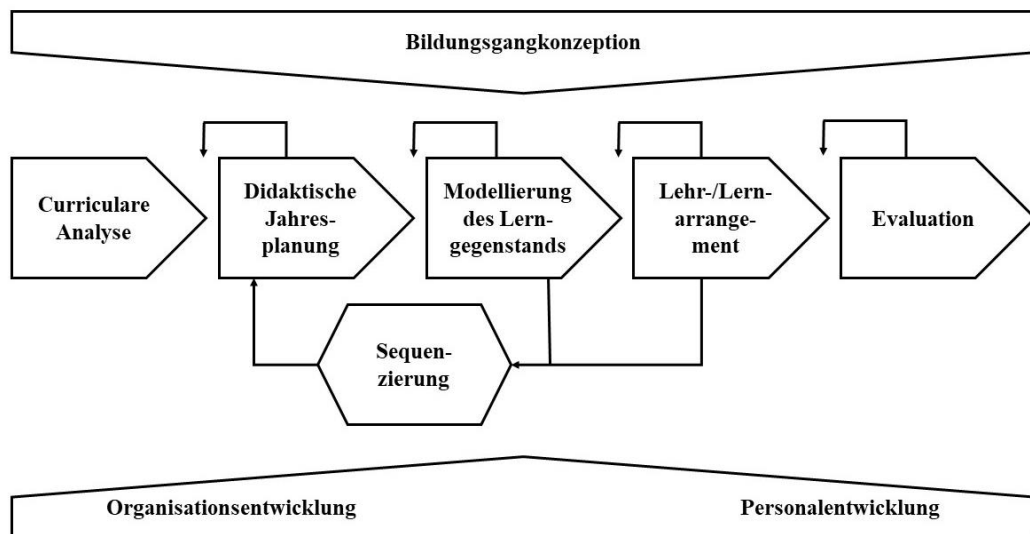 Bildungsgangkonzeption
Curriculare
Analyse
Didaktische
Jahres-
planung
Modellierung
des Lern-
gegenstands
Lehr-/Lern-
arrange-
ment
Evaluation
Sequen-
zierung
Organisationsentwicklung
Personalentwicklung